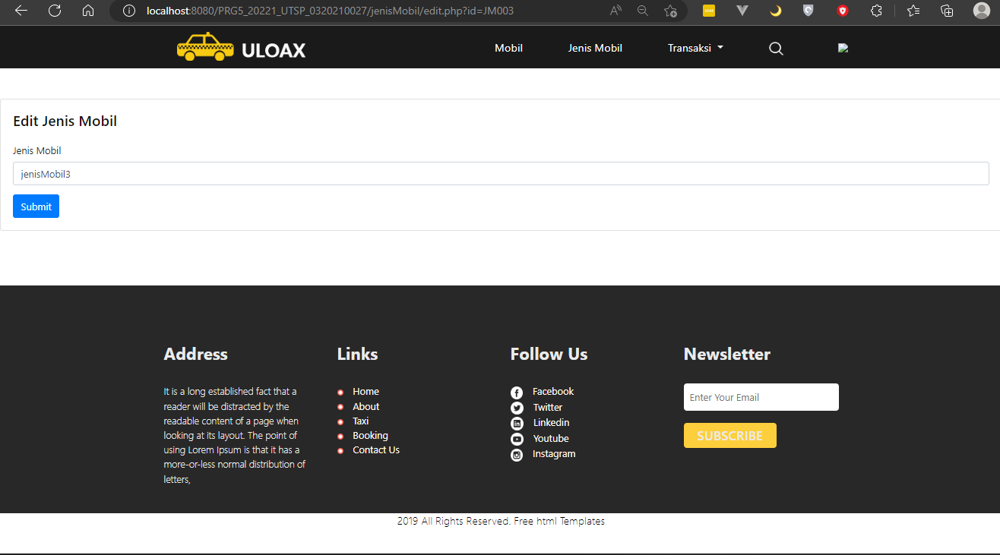 localhost:8080/PRG5_20221_UTSP_0320210027/jenisMobil/edit.php?id=JM003
ULOAX
Mobil
Jenis Mobil
Transaksi
Edit Jenis Mobil
Jenis Mobil
jenisMobil3
Submit
Address
It is a long established fact that a
reader will be distracted by the
readable content of a page when
looking at its layout. The point of
using Lorem Ipsum is that it has a
more-or-less normal distribution of
letters,
Links
Home
About
Taxi
Booking
Contact Us
Follow Us
Facebook
Twitter
Linkedin
Youtube
Instagram
Newsletter
Enter Your Email
SUBSCRIBE
2019 All Rights Reserved. Free html Templates